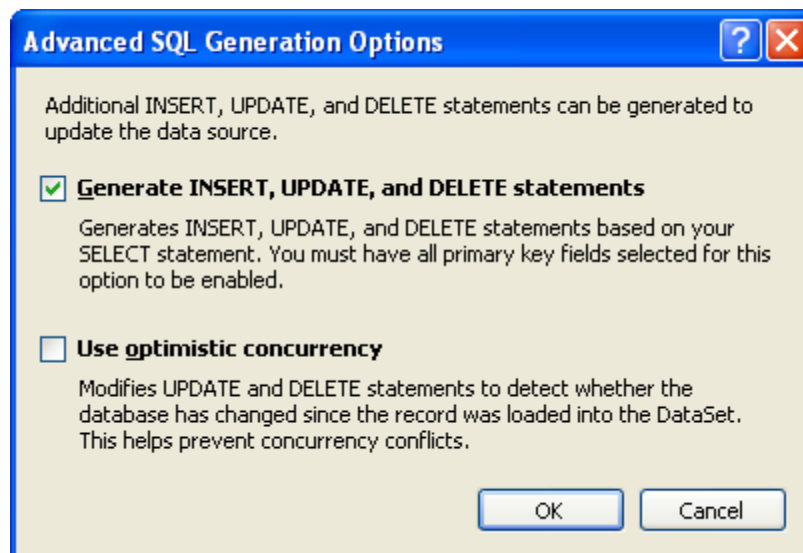 Advanced SQL Generation Options
Additional INSERT, UPDATE, and DELETE statements can be generated to
update the data source.
Generate INSERT, UPDATE, and DELETE statements
Generates INSERT, UPDATE, and DELETE statements based on your
SELECT statement. You must have all primary key fields selected for this
option to be enabled.
Use optimistic concurrency
Modifies UPDATE and DELETE statements to detect whether the
database has changed since the record was loaded into the DataSet.
This helps prevent concurrency conflicts.
OK Cancel